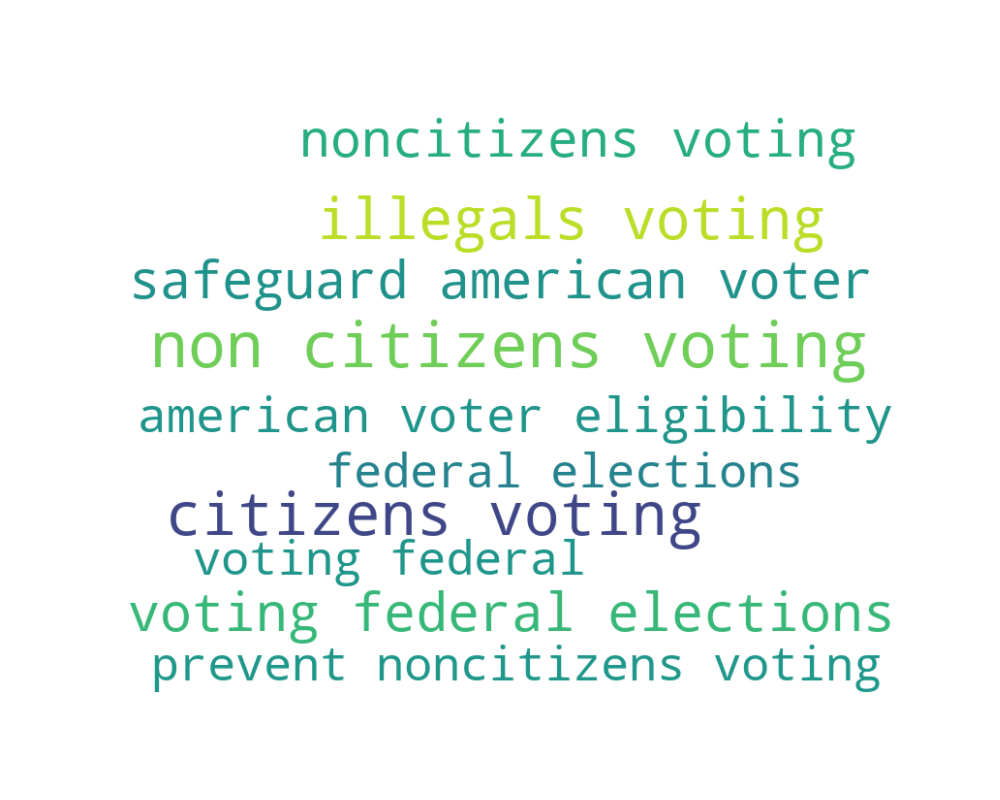 noncitizens voting
illegals voting
safeguard american voter
non citizens voting
american voter eligibility
federal elections
citizens voting
voting federal
voting federal elections
prevent noncitizens voting